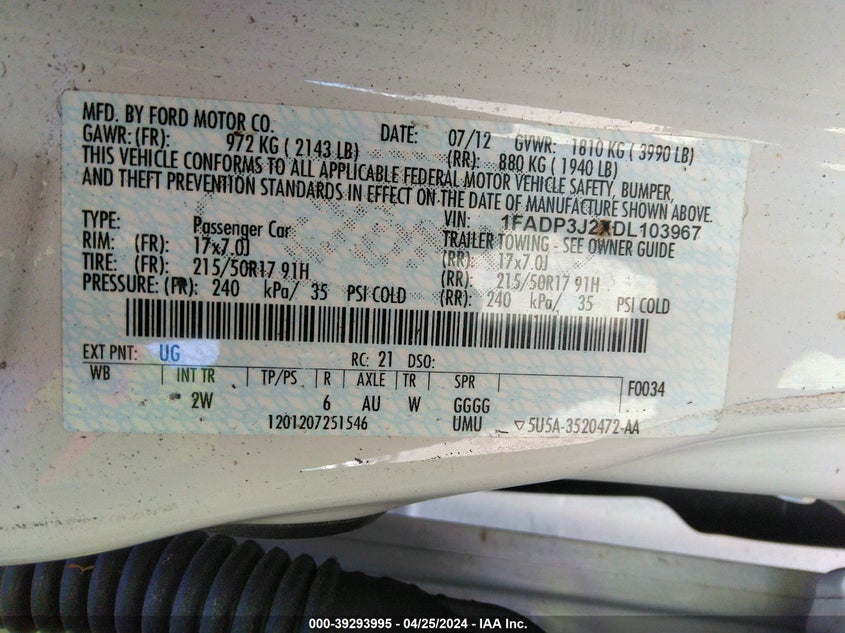 MFD. BY FORD MOTOR CO. DATE: 07/12 GVWR: 1810 KG ( 3990 LB)
GAWR: (FR): 972 KG ( 2143 LB) (RR): 880 KG ( 1940 LB)
THIS VEHICLE CONFORMS TO ALL APPLICABLE FEDERAL MOTOR VEHICLE SAFETY, BUMPER,
AND THEFT PREVENTION STANDARDS IN EFFECT ON THE DATE OF MANUFACTURE SHOWN ABOVE.
TYPE: Passenger Car VIN: 1FADP3J2XDL103967
TRAILER TOWING - SEE OWNER GUIDE
RIM: (FR): 17x7.0J (RR): 17x7.0J
TIRE: (FR): 215/50R17 91H (RR): 215/50R17 91H
PRESSURE: (FR): 240 kPa/ 35 PSI COLD (RR): 240 kPa/ 35 PSI COLD
EXT PNT: UG RC: 21 DSO:
WB INT TR TP/PS R AXLE TR SPR F0034
2W 6 AU W GGGG
1201207251546 UMU ▽5U5A-3520472-AA
000-39293995 - 04/25/2024 - IAA Inc.